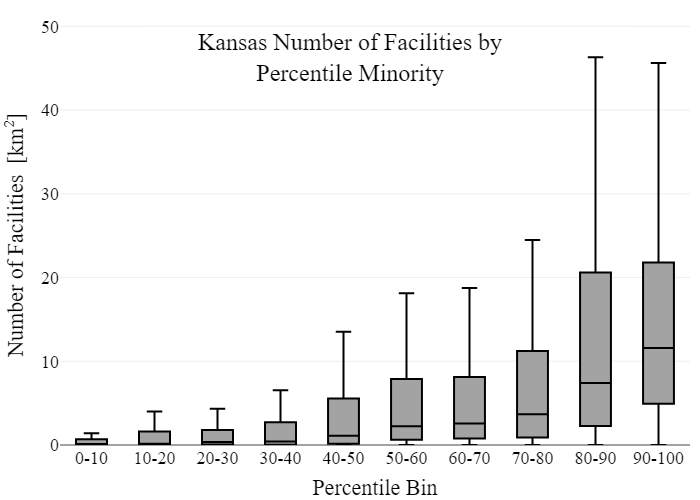 Kansas Number of Facilities by
Percentile Minority
Number of Facilities [km²]
50
40
30
20
10
0
0-10 10-20 20-30 30-40 40-50 50-60 60-70 70-80 80-90 90-100
Percentile Bin